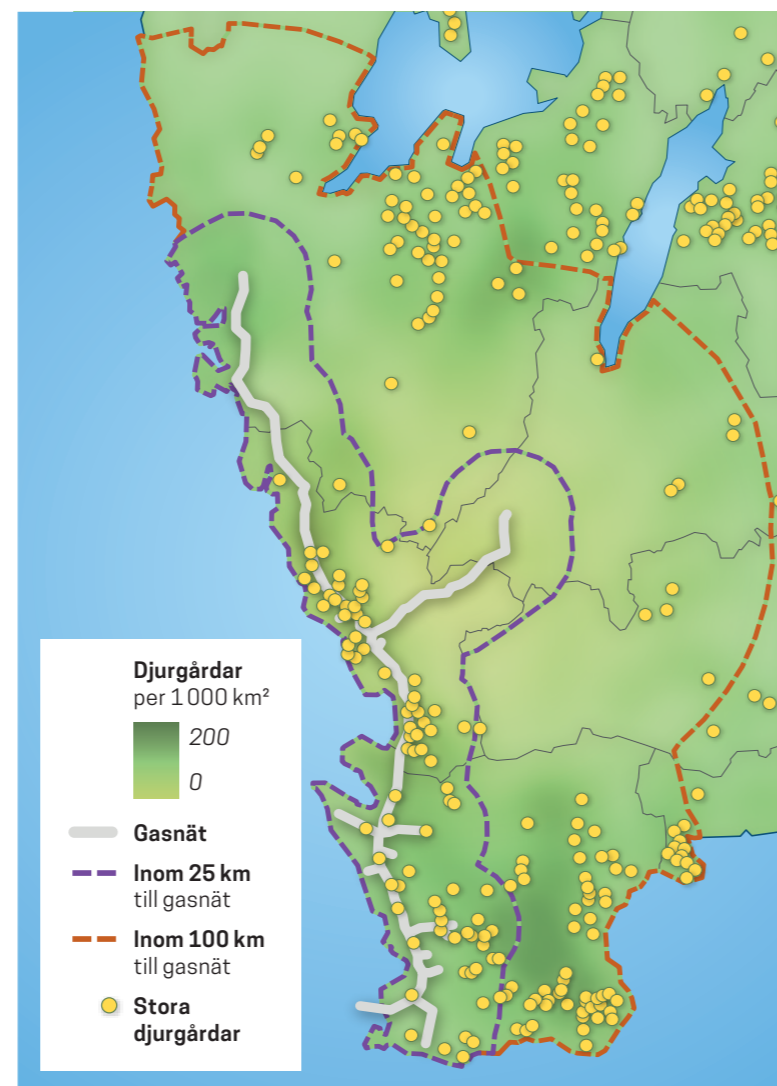 Djurgårdar
per 1 000 km²
200
0
Gasnät
Inom 25 km
till gasnät
Inom 100 km
till gasnät
Stora
djurgårdar